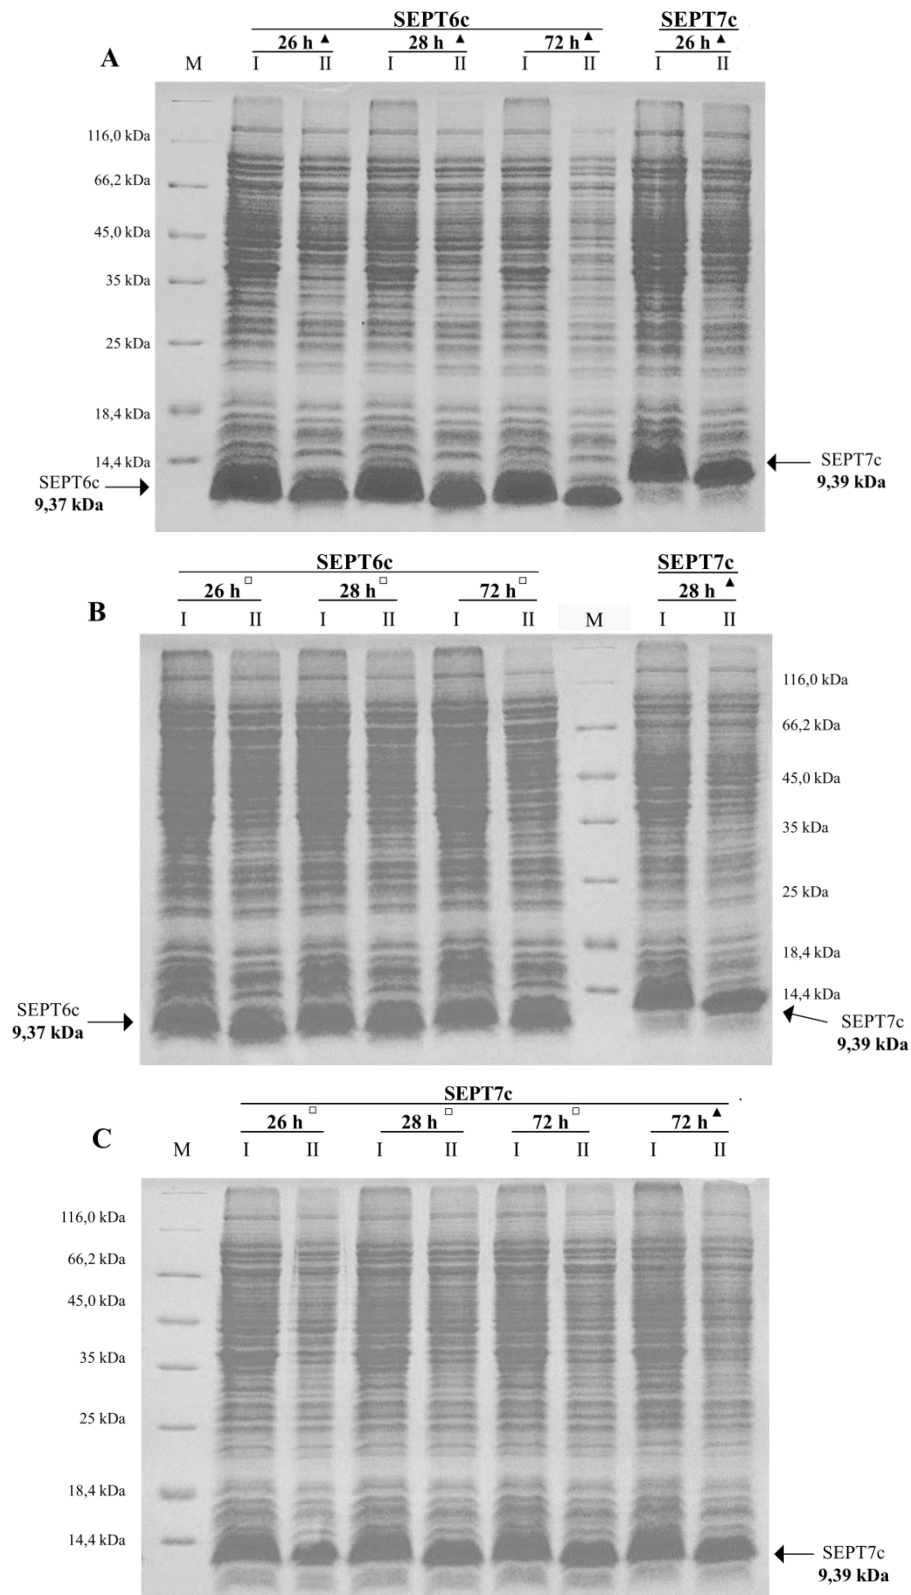 SEPT6c SEPT7c
26 h ▲ 28 h ▲ 72 h ▲ 26 h ▲
A M I II I II I II I II
116,0 kDa
66,2 kDa
45,0 kDa
35 kDa
25 kDa
18,4 kDa
14,4 kDa
SEPT6c
9,37 kDa
SEPT7c
9,39 kDa
SEPT6c SEPT7c
26 h □ 28 h □ 72 h □ 28 h ▲
B I II I II I II M I II
116,0 kDa
66,2 kDa
45,0 kDa
35 kDa
25 kDa
18,4 kDa
14,4 kDa
SEPT6c
9,37 kDa
SEPT7c
9,39 kDa
SEPT7c
26 h □ 28 h □ 72 h □ 72 h ▲
C M I II I II I II I II
116,0 kDa
66,2 kDa
45,0 kDa
35 kDa
25 kDa
18,4 kDa
14,4 kDa
SEPT7c
9,39 kDa